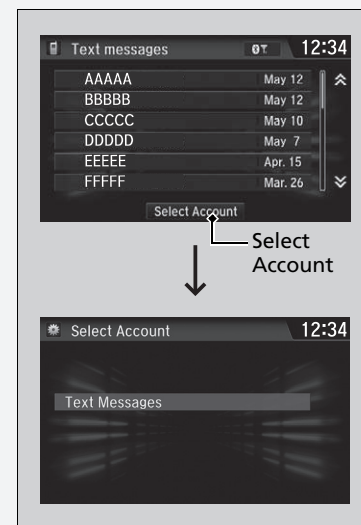 Text messages 12:34
AAAAA May 12
BBBBB May 12
CCCCC May 10
DDDDD May 7
EEEEE Apr. 15
FFFFF Mar. 26
Select Account
Select
Account
Select Account 12:34
Text Messages